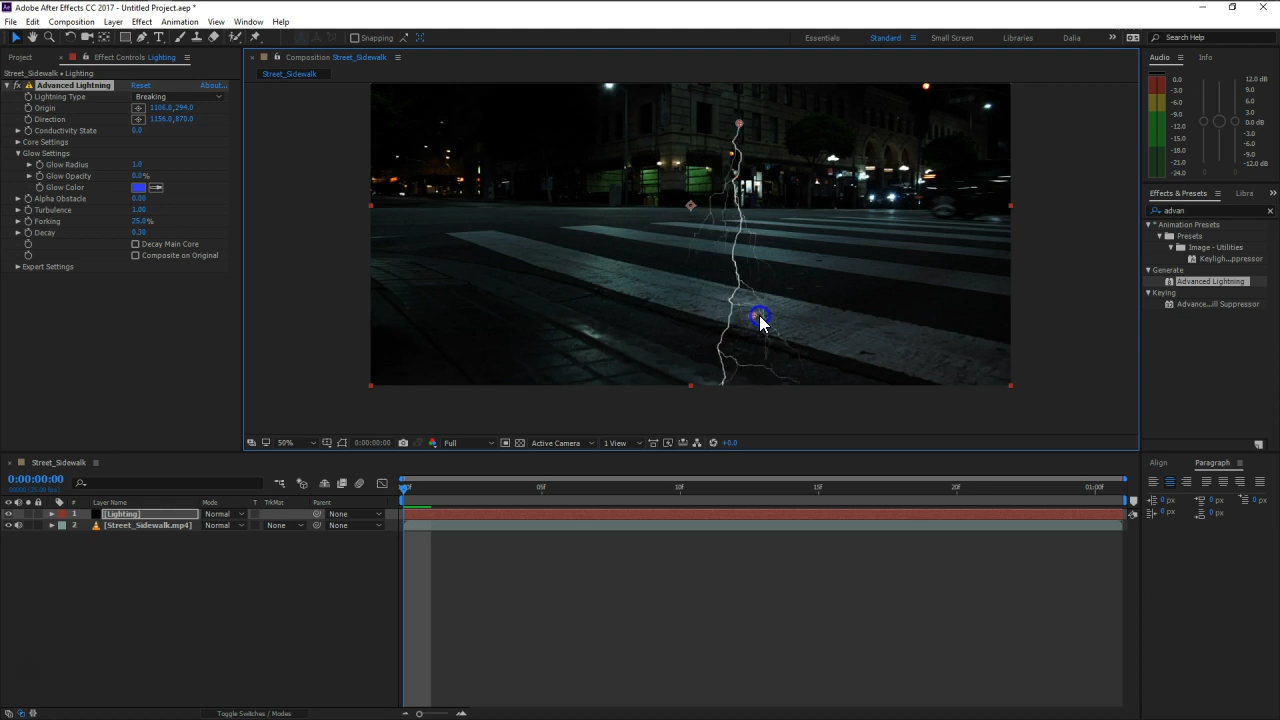 Adobe After Effects CC 2017 - Untitled Project.aep *
File Edit Composition Layer Effect Animation View Window Help
Snapping Essentials Standard Small Screen Libraries Dalia Search Help
Project Effect Controls Lighting
Street_Sidewalk • Lighting
fx Advanced Lightning Reset About...
Lightning Type Breaking
Origin 1106.0,294.0
Direction 1156.0,870.0
Conductivity State 0.0
Core Settings
Glow Settings
Glow Radius 1.0
Glow Opacity 0.0%
Glow Color
Alpha Obstacle 0.00
Turbulence 1.00
Forking 25.0%
Decay 0.30
Decay Main Core
Composite on Original
Expert Settings
Composition Street_Sidewalk
Street_Sidewalk
50% 0:00:00:00 Full Active Camera 1 View +0.0
Audio Info
0.0 12.0 dB
-3.0 9.0
-6.0 6.0
-9.0 3.0
-12.0 0.0 dB
-15.0 -3.0
-18.0 -6.0
-21.0 -9.0
-24.0 -12.0 dB
Effects & Presets Libra
advan
* Animation Presets
Presets
Image - Utilities
Keyligh...ppressor
Generate
Advanced Lightning
Keying
Advance...ill Suppressor
Street_Sidewalk
0:00:00:00
# Layer Name Mode T TrkMat Parent
1 [Lighting] Normal None
2 [Street_Sidewalk.mp4] Normal None None
05f 10f 15f 20f 01:00f
Toggle Switches / Modes
Align Paragraph
0 px 0 px 0 px
0 px 0 px